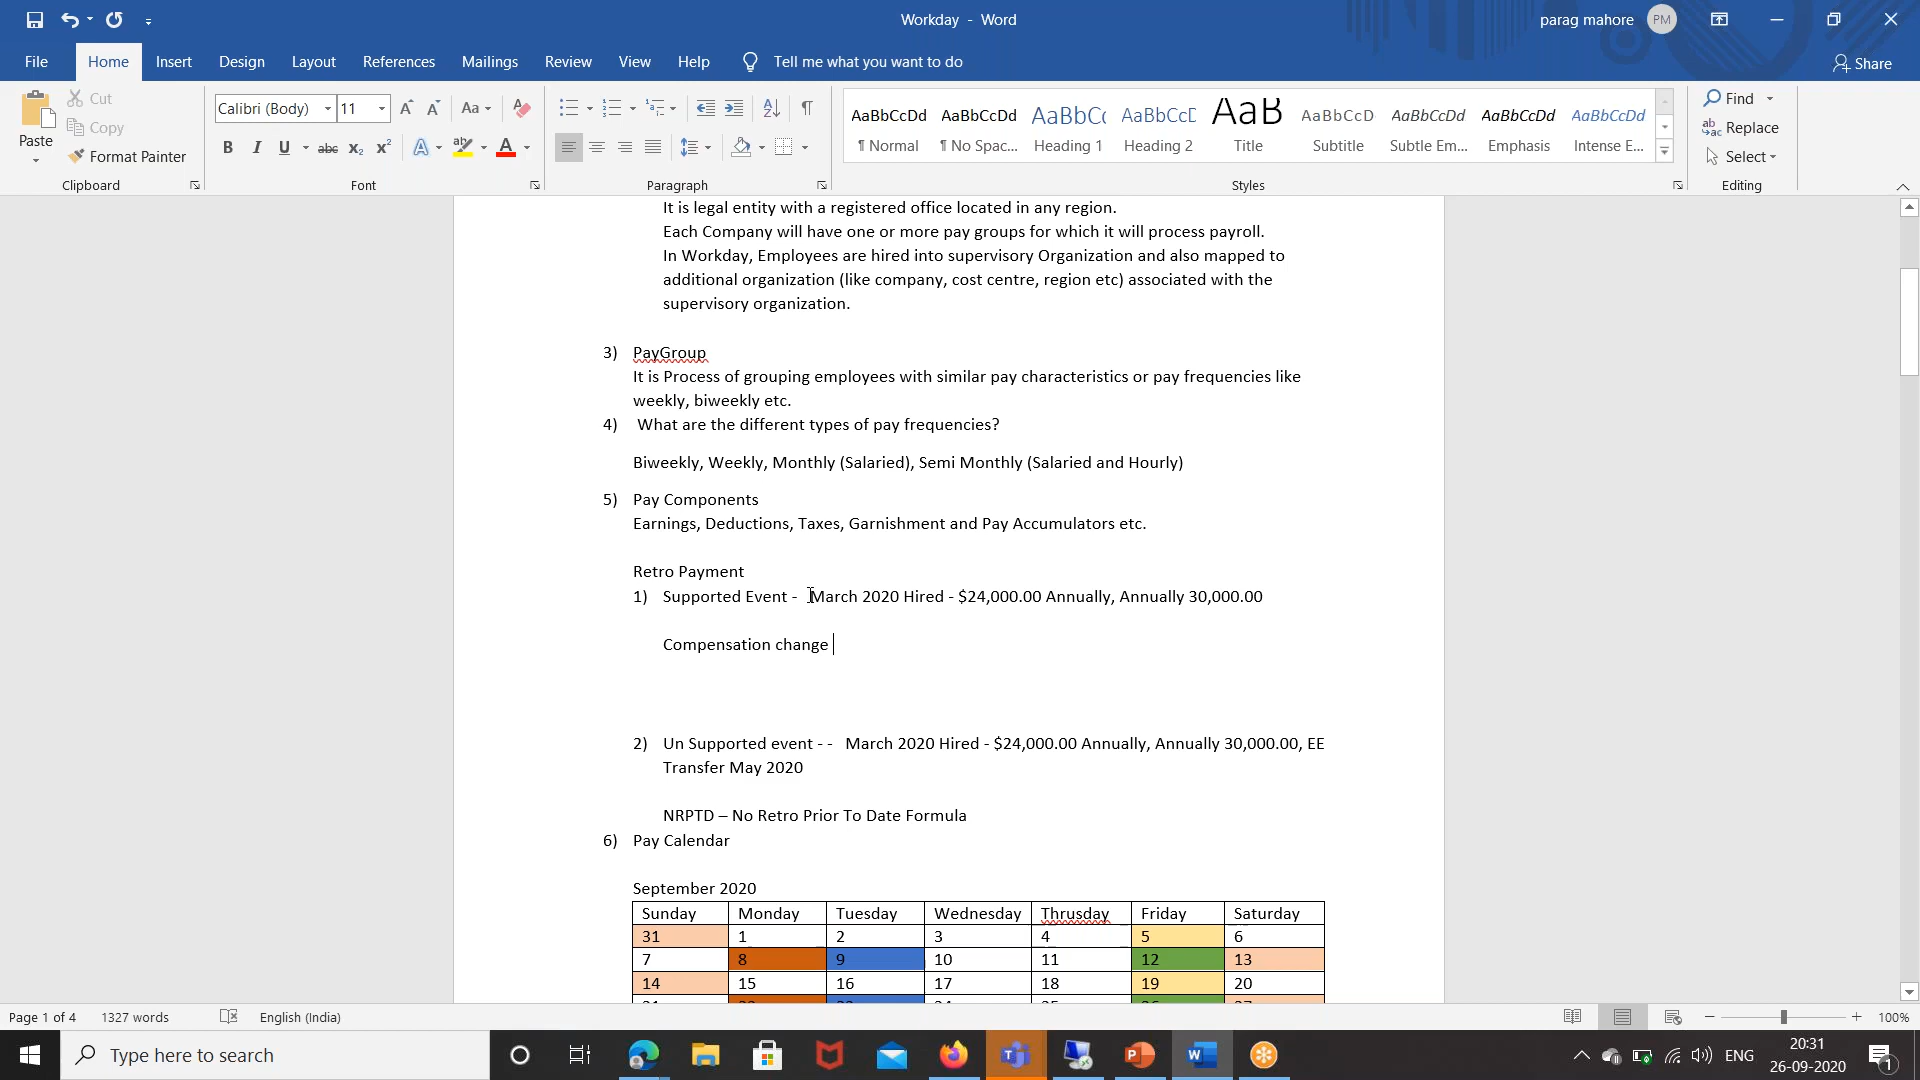 Workday - Word
parag mahore PM
File Home Insert Design Layout References Mailings Review View Help Tell me what you want to do Share
Paste
Cut
Copy
Format Painter
Clipboard
Calibri (Body) 11
Font
Paragraph
AaBbCcDd AaBbCcDd AaBbC( AaBbCcE AaB AaBbCcD AaBbCcDd AaBbCcDd AaBbCcDd
¶ Normal ¶ No Spac... Heading 1 Heading 2 Title Subtitle Subtle Em... Emphasis Intense E...
Styles
Find
Replace
Select
Editing
It is legal entity with a registered office located in any region.
Each Company will have one or more pay groups for which it will process payroll.
In Workday, Employees are hired into supervisory Organization and also mapped to
additional organization (like company, cost centre, region etc) associated with the
supervisory organization.
3) PayGroup
It is Process of grouping employees with similar pay characteristics or pay frequencies like
weekly, biweekly etc.
4) What are the different types of pay frequencies?
Biweekly, Weekly, Monthly (Salaried), Semi Monthly (Salaried and Hourly)
5) Pay Components
Earnings, Deductions, Taxes, Garnishment and Pay Accumulators etc.
Retro Payment
1) Supported Event - March 2020 Hired - $24,000.00 Annually, Annually 30,000.00
Compensation change
2) Un Supported event - - March 2020 Hired - $24,000.00 Annually, Annually 30,000.00, EE
Transfer May 2020
NRPTD – No Retro Prior To Date Formula
6) Pay Calendar
September 2020
Sunday Monday Tuesday Wednesday Thrusday Friday Saturday
31 1 2 3 4 5 6
7 8 9 10 11 12 13
14 15 16 17 18 19 20
Page 1 of 4 1327 words English (India) 100%
Type here to search
ENG
20:31
26-09-2020
1